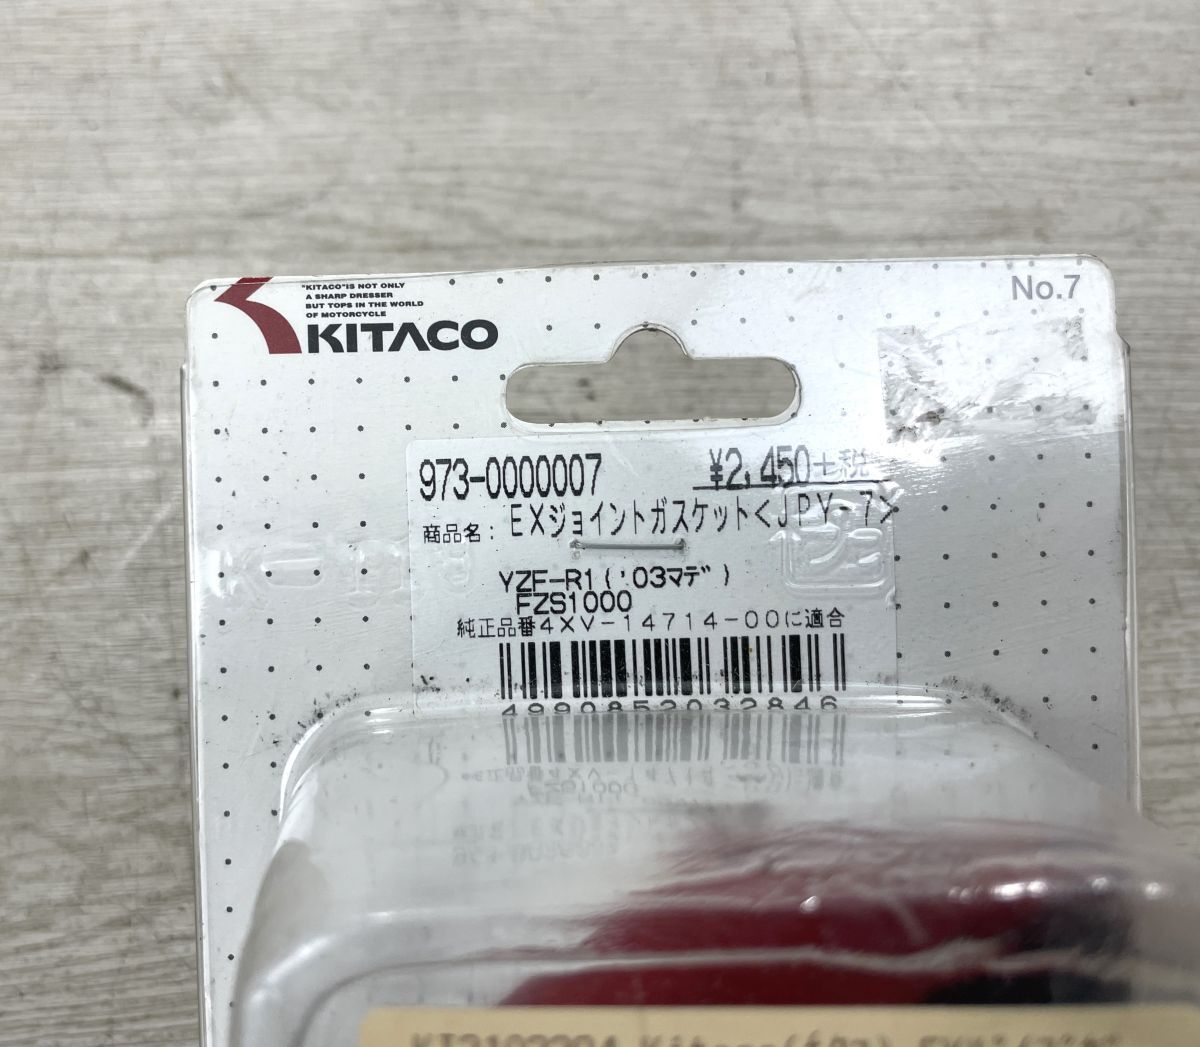 "KITACO"IS NOT ONLY
A SHARP DRESSER
BUT TOPS IN THE WORLD
OF MOTORCYCLE
KITACO
No.7
973-0000007 ¥2,450+税
商品名: EXジョイントガスケット<JPY-7>
YZF-R1('03マデ)
FZS1000
純正品番4XV-14714-00に適合
4990852032846